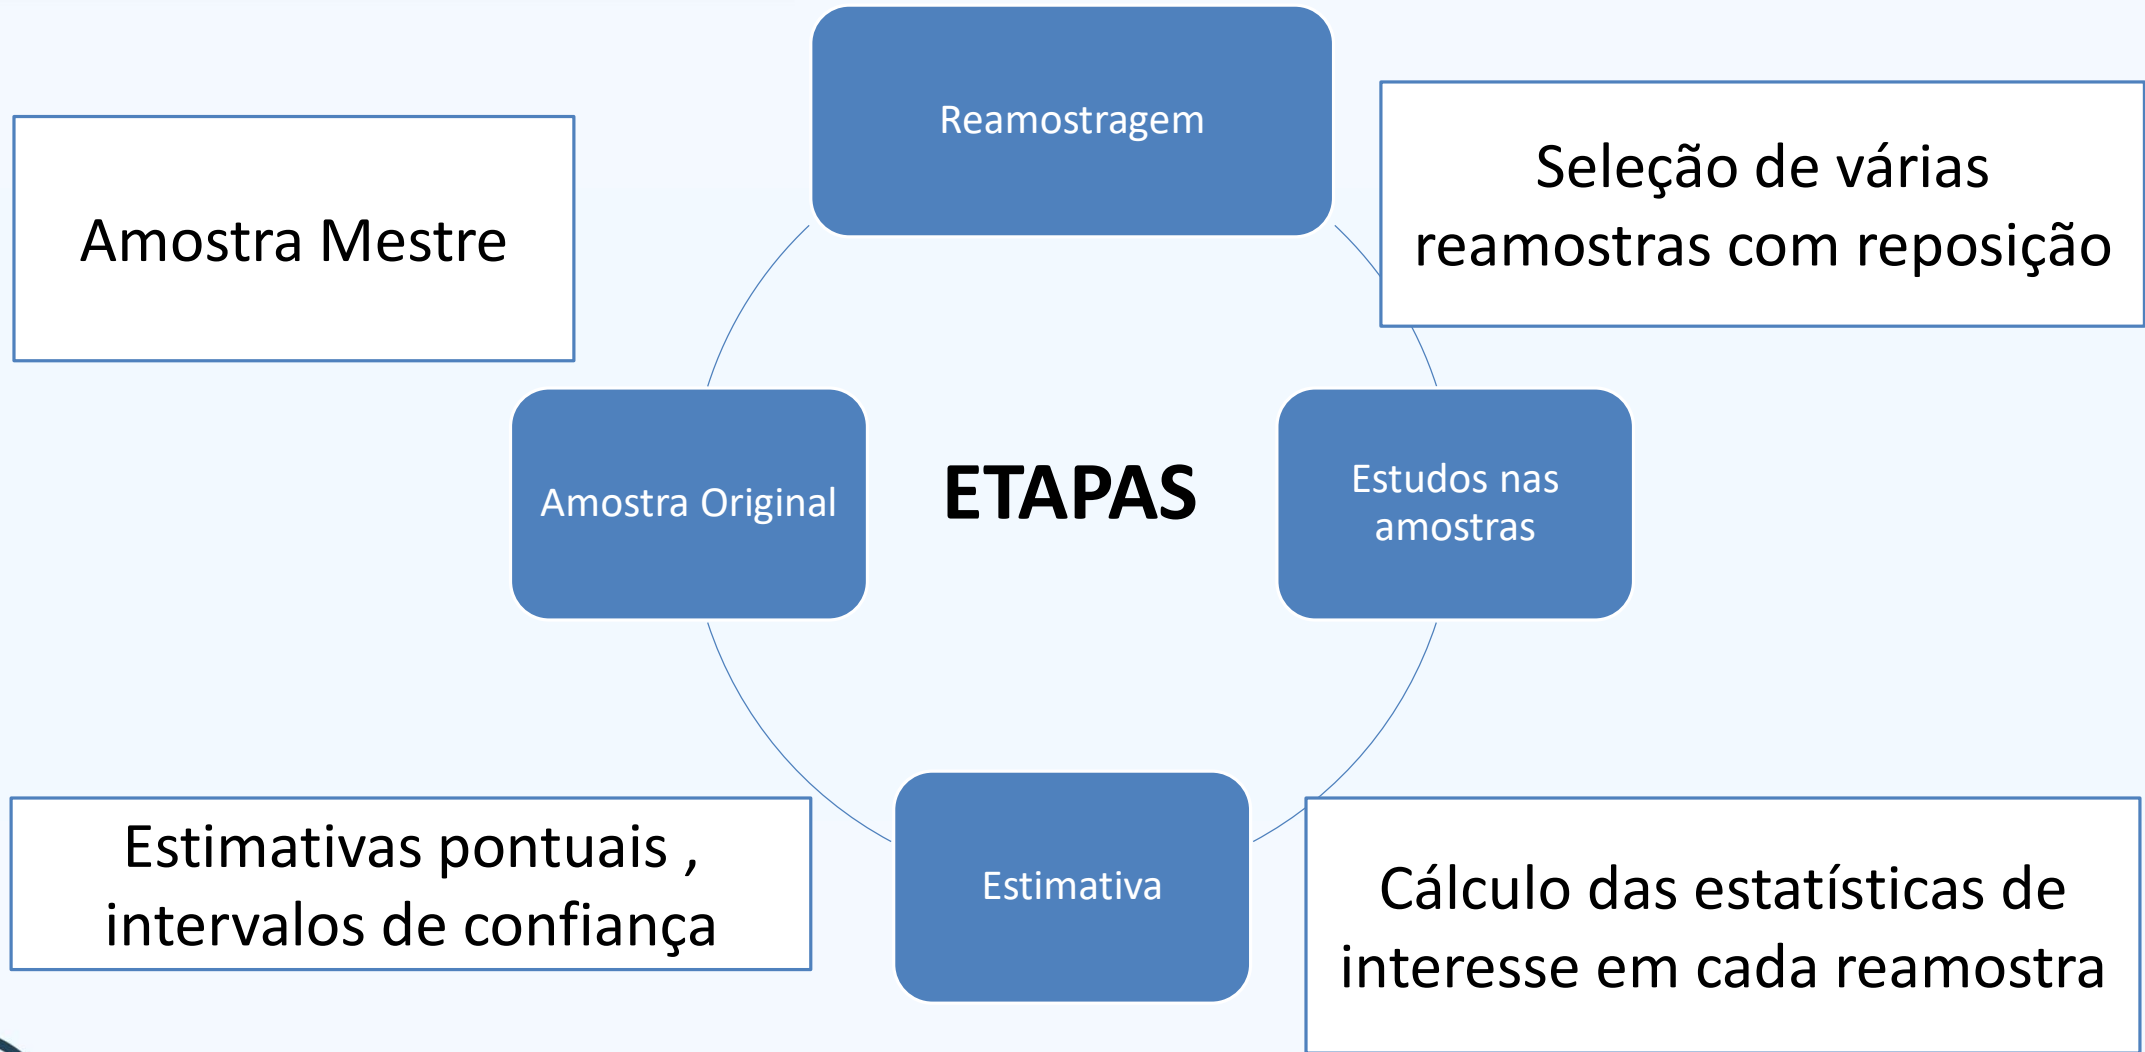 Reamostragem
Amostra Mestre
Seleção de várias
reamostras com reposição
Amostra Original
ETAPAS
Estudos nas
amostras
Estimativas pontuais ,
intervalos de confiança
Estimativa
Cálculo das estatísticas de
interesse em cada reamostra